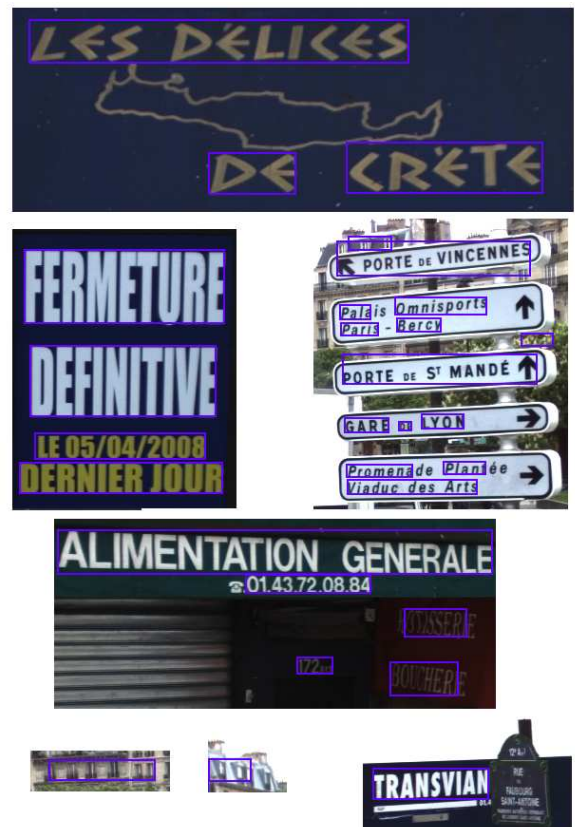 LES DÉLICES
DE CRÈTE
FERMETURE
DEFINITIVE
LE 05/04/2008
DERNIER JOUR
PORTE DE VINCENNES
Palais Omnisports
Paris - Bercy
PORTE DE ST MANDÉ
GARE DE LYON
Promenade Plantée
Viaduc des Arts
ALIMENTATION GENERALE
01.43.72.08.84
ROTISSERIE
172
BOUCHERIE
TRANSVIAN
RUE
DU
FAUBOURG
SAINT-ANTOINE